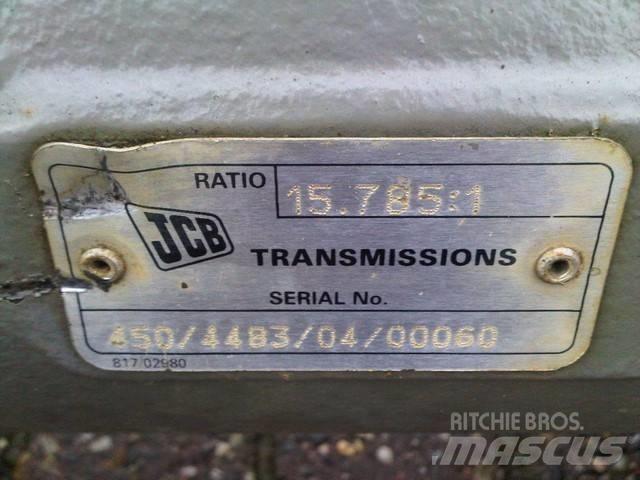 RATIO 15.785:1
JCB
TRANSMISSIONS
SERIAL No.
450/4483/04/00060
817/02980
RITCHIE BROS.
MASCUS